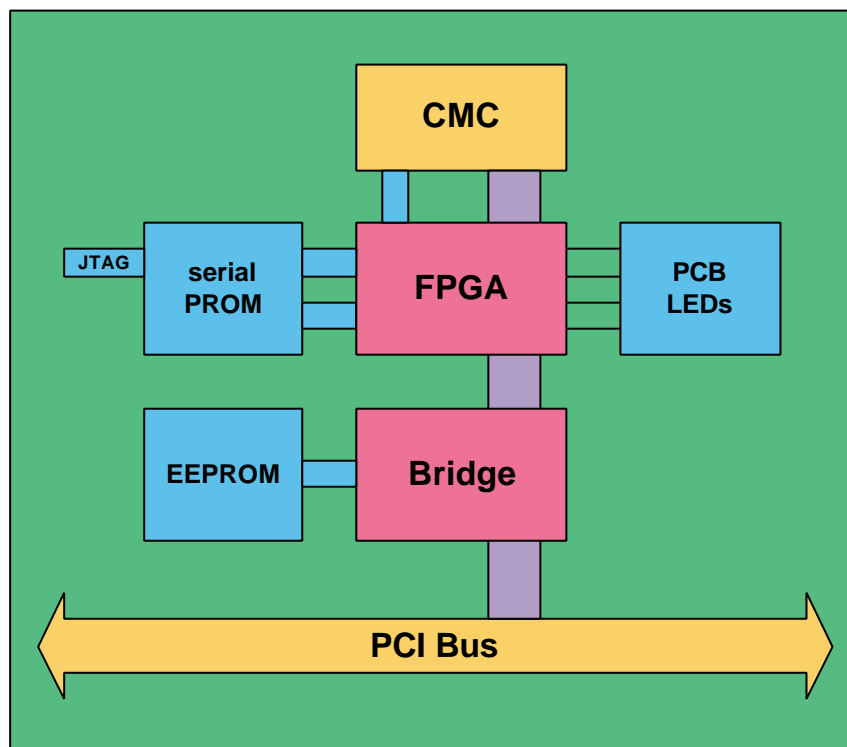 CMC
JTAG
serial
PROM
FPGA
PCB
LEDs
EEPROM
Bridge
PCI Bus